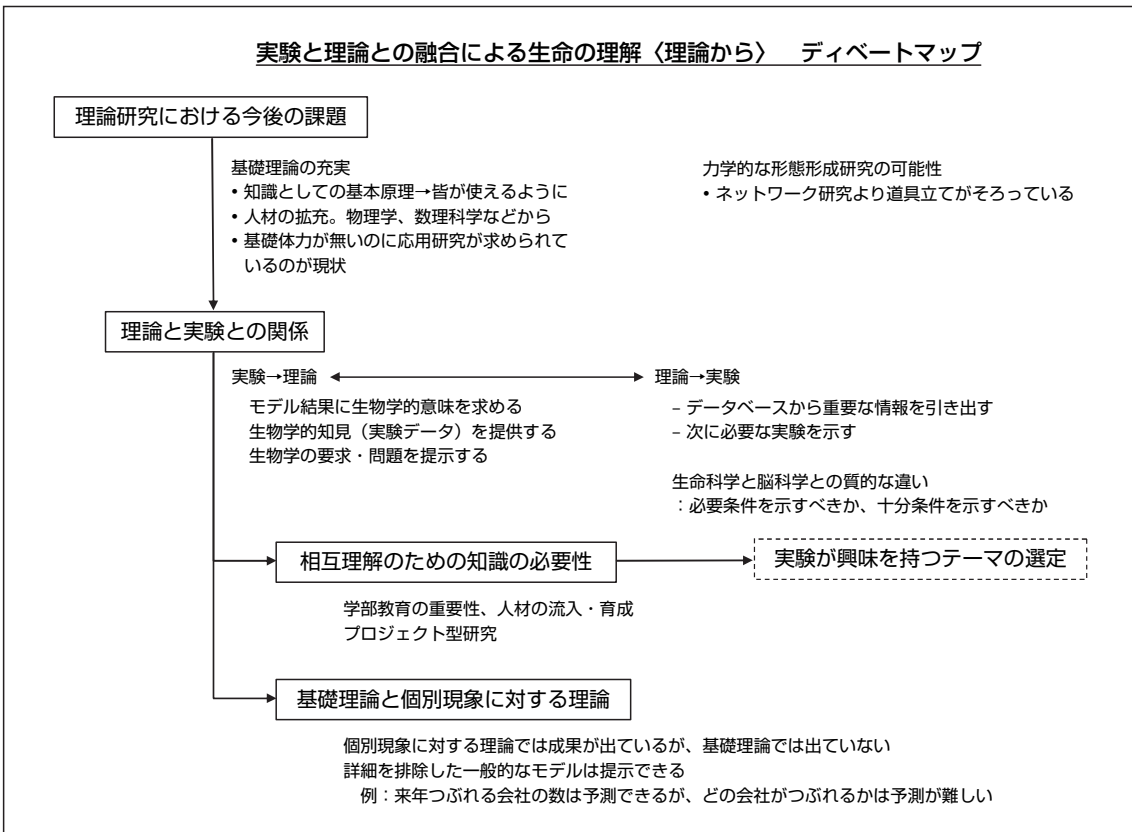 実験と理論との融合による生命の理解〈理論から〉　ディベートマップ
理論研究における今後の課題
基礎理論の充実
• 知識としての基本原理→皆が使えるように
• 人材の拡充。物理学、数理科学などから
• 基礎体力が無いのに応用研究が求められて
いるのが現状
力学的な形態形成研究の可能性
• ネットワーク研究より道具立てがそろっている
理論と実験との関係
実験→理論
モデル結果に生物学的意味を求める
生物学的知見（実験データ）を提供する
生物学の要求・問題を提示する
理論→実験
– データベースから重要な情報を引き出す
– 次に必要な実験を示す
生命科学と脳科学との質的な違い
：必要条件を示すべきか、十分条件を示すべきか
相互理解のための知識の必要性
実験が興味を持つテーマの選定
学部教育の重要性、人材の流入・育成
プロジェクト型研究
基礎理論と個別現象に対する理論
個別現象に対する理論では成果が出ているが、基礎理論では出ていない
詳細を排除した一般的なモデルは提示できる
例：来年つぶれる会社の数は予測できるが、どの会社がつぶれるかは予測が難しい